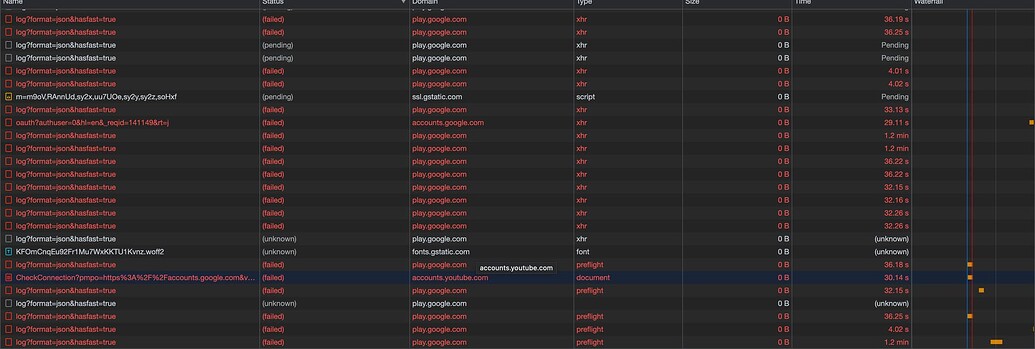 Name Status Domain Type Size Time Waterfall
log?format=json&hasfast=true (failed) play.google.com xhr 0 B 36.19 s
log?format=json&hasfast=true (failed) play.google.com xhr 0 B 36.25 s
log?format=json&hasfast=true (pending) play.google.com xhr 0 B Pending
log?format=json&hasfast=true (pending) play.google.com xhr 0 B Pending
log?format=json&hasfast=true (failed) play.google.com xhr 0 B 4.01 s
log?format=json&hasfast=true (failed) play.google.com xhr 0 B 4.02 s
m=m9oV,RAnnUd,sy2x,uu7UOe,sy2y,sy2z,soHxf (pending) ssl.gstatic.com script 0 B Pending
log?format=json&hasfast=true (failed) play.google.com xhr 0 B 33.13 s
oauth?authuser=0&hl=en&_reqid=141149&rt=j (failed) accounts.google.com xhr 0 B 29.11 s
log?format=json&hasfast=true (failed) play.google.com xhr 0 B 1.2 min
log?format=json&hasfast=true (failed) play.google.com xhr 0 B 1.2 min
log?format=json&hasfast=true (failed) play.google.com xhr 0 B 36.22 s
log?format=json&hasfast=true (failed) play.google.com xhr 0 B 36.22 s
log?format=json&hasfast=true (failed) play.google.com xhr 0 B 32.15 s
log?format=json&hasfast=true (failed) play.google.com xhr 0 B 32.16 s
log?format=json&hasfast=true (failed) play.google.com xhr 0 B 32.26 s
log?format=json&hasfast=true (failed) play.google.com xhr 0 B 32.26 s
log?format=json&hasfast=true (unknown) play.google.com xhr 0 B (unknown)
KFOmCnqEu92Fr1Mu7WxKKTU1Kvnz.woff2 (unknown) fonts.gstatic.com font 0 B (unknown)
log?format=json&hasfast=true (failed) play.google.com preflight 0 B 36.18 s
accounts.youtube.com
CheckConnection?pmpo=https%3A%2F%2Faccounts.google.com&v... (failed) accounts.youtube.com document 0 B 30.14 s
log?format=json&hasfast=true (failed) play.google.com preflight 0 B 32.15 s
log?format=json&hasfast=true (unknown) play.google.com 0 B (unknown)
log?format=json&hasfast=true (failed) play.google.com preflight 0 B 36.25 s
log?format=json&hasfast=true (failed) play.google.com preflight 0 B 4.02 s
log?format=json&hasfast=true (failed) play.google.com preflight 0 B 1.2 min